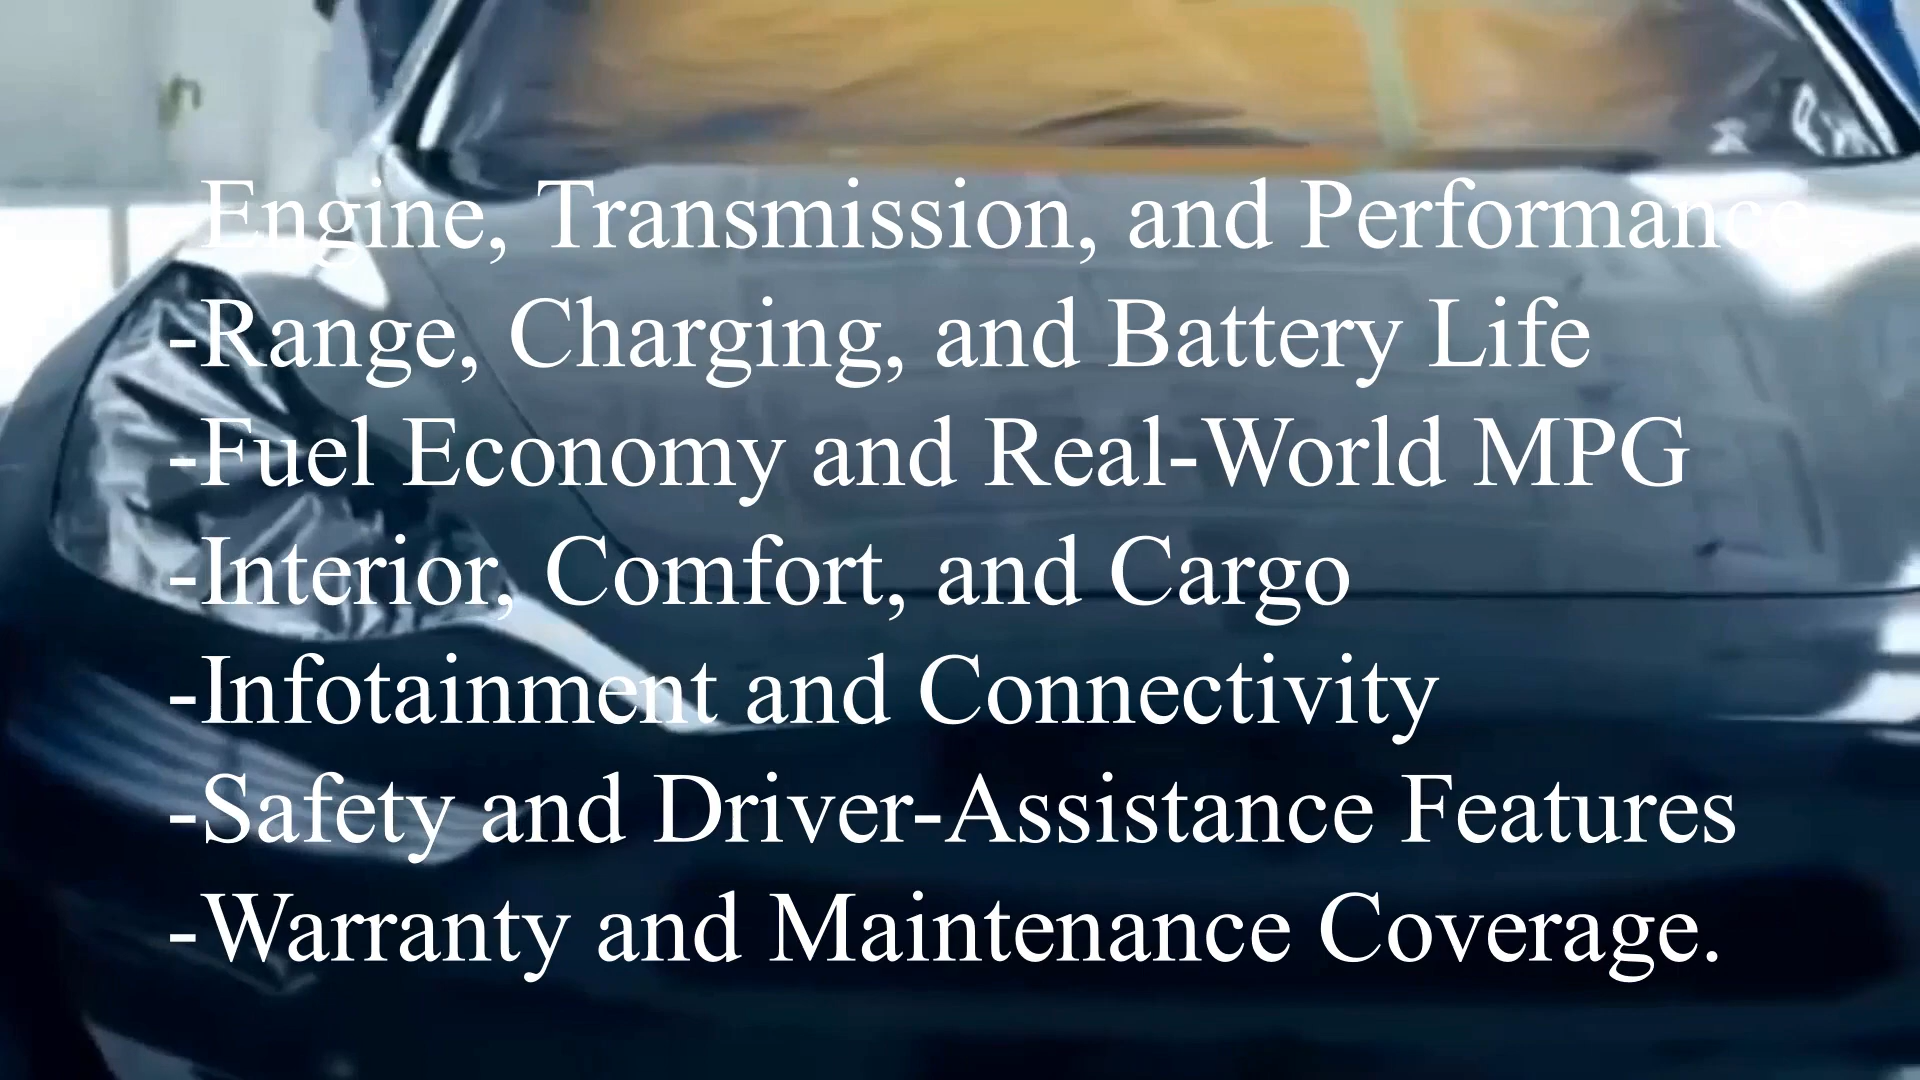 -Engine, Transmission, and Performance
-Range, Charging, and Battery Life
-Fuel Economy and Real-World MPG
-Interior, Comfort, and Cargo
-Infotainment and Connectivity
-Safety and Driver-Assistance Features
-Warranty and Maintenance Coverage.